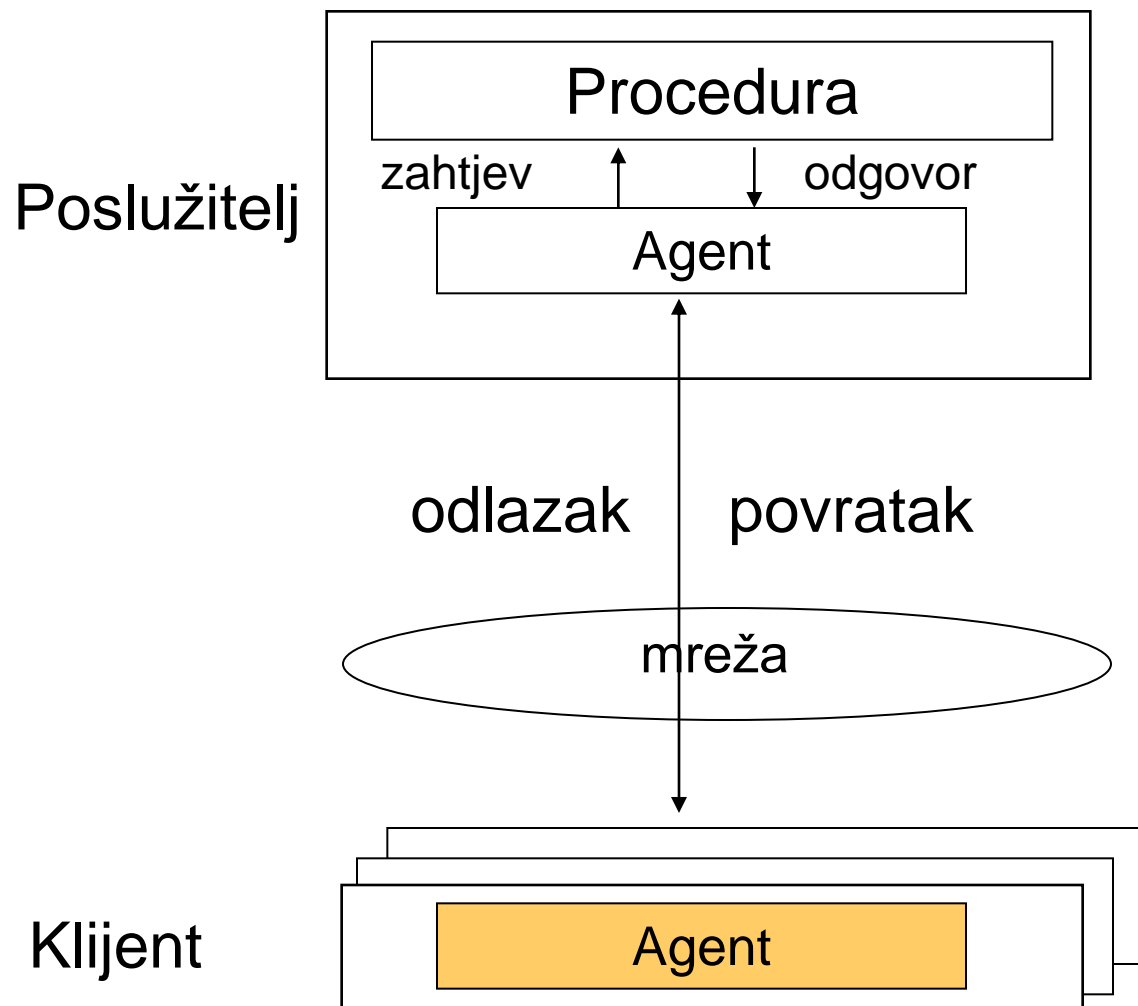 Procedura
zahtjev
odgovor
Poslužitelj
Agent
odlazak
povratak
mreža
Klijent
Agent